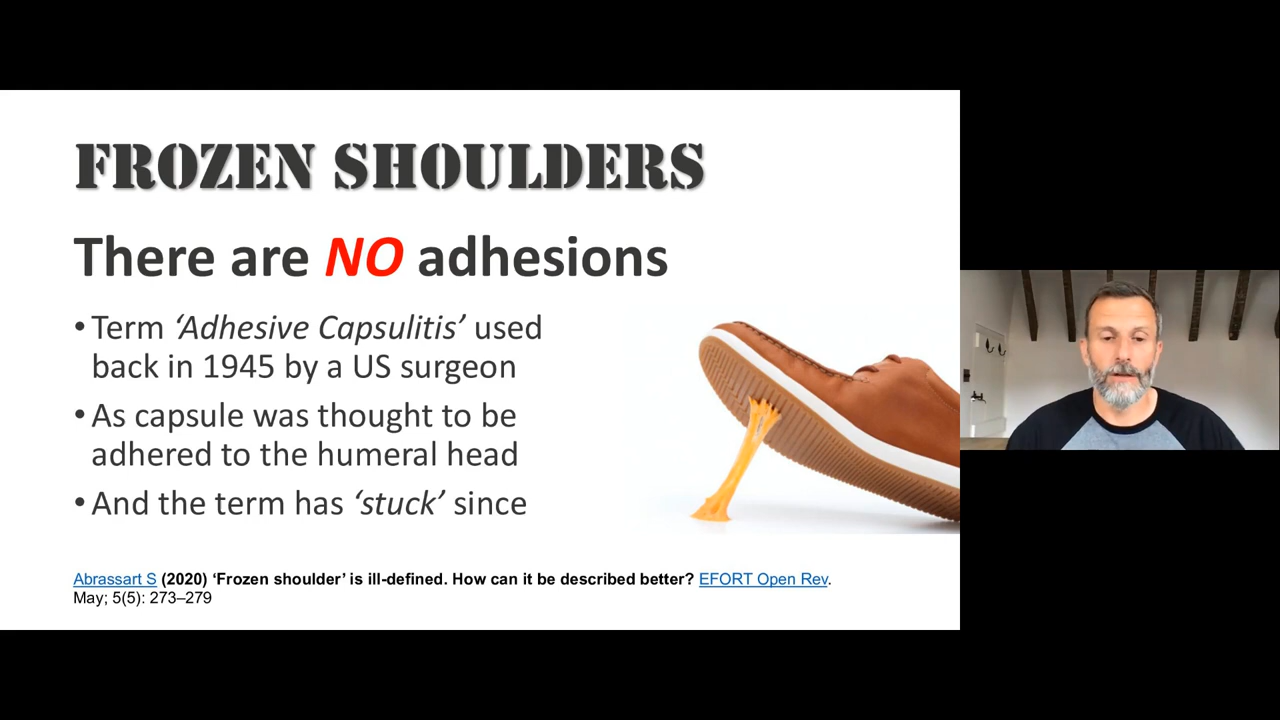 FROZEN SHOULDERS
There are NO adhesions
• Term ‘Adhesive Capsulitis’ used
back in 1945 by a US surgeon
• As capsule was thought to be
adhered to the humeral head
• And the term has ‘stuck’ since
Abrassart S (2020) ‘Frozen shoulder’ is ill-defined. How can it be described better? EFORT Open Rev.
May; 5(5): 273–279